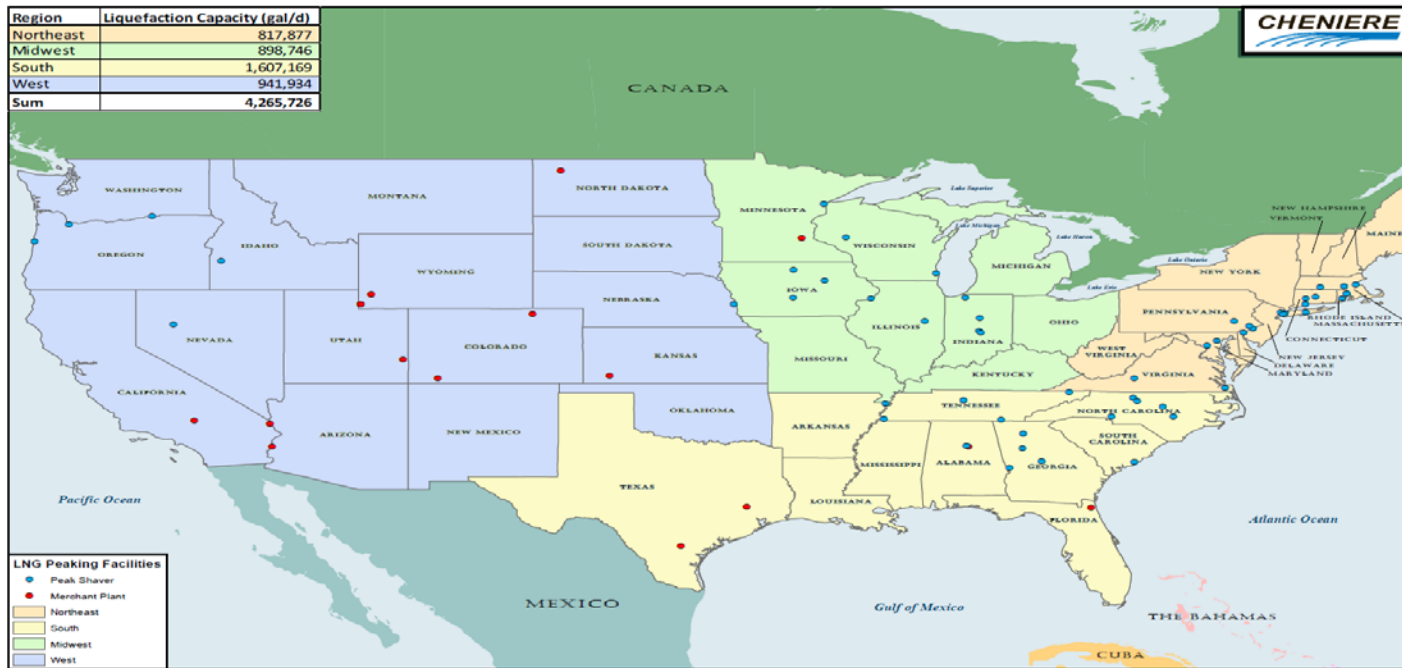 Region Liquefaction Capacity (gal/d)
Northeast 817,877
Midwest 898,746
South 1,607,169
West 941,934
Sum 4,265,726
CHENIERE
CANADA
WASHINGTON
MONTANA
NORTH DAKOTA
MINNESOTA
Lake Superior
NEW HAMPSHIRE
VERMONT
MAINE
OREGON
IDAHO
SOUTH DAKOTA
WISCONSIN
Lake Michigan
Lake Huron
MICHIGAN
Lake Ontario
NEW YORK
WYOMING
IOWA
Lake Erie
NEBRASKA
PENNSYLVANIA
NEVADA
UTAH
COLORADO
KANSAS
ILLINOIS
INDIANA
OHIO
RHODE ISLAND
MASSACHUSETT
CONNECTICUT
WEST
VIRGINIA
NEW JERSEY
DELAWARE
MARYLAND
MISSOURI
KENTUCKY
VIRGINIA
CALIFORNIA
OKLAHOMA
TENNESSEE
NORTH CAROLINA
ARIZONA
NEW MEXICO
ARKANSAS
SOUTH
CAROLINA
MISSISSIPPI
ALABAMA
GEORGIA
TEXAS
LOUISIANA
FLORIDA
Pacific Ocean
Atlantic Ocean
MEXICO
Gulf of Mexico
THE BAHAMAS
CUBA
LNG Peaking Facilities
Peak Shaver
Merchant Plant
Northeast
South
Midwest
West